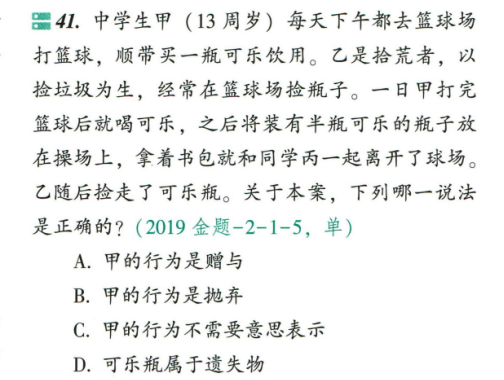 41. 中学生甲（13周岁）每天下午都去篮球场
打篮球，顺带买一瓶可乐饮用。乙是拾荒者，以
捡垃圾为生，经常在篮球场捡瓶子。一日甲打完
篮球后就喝可乐，之后将装有半瓶可乐的瓶子放
在操场上，拿着书包就和同学丙一起离开了球场。
乙随后捡走了可乐瓶。关于本案，下列哪一说法
是正确的？（2019金题-2-1-5，单）
A. 甲的行为是赠与
B. 甲的行为是抛弃
C. 甲的行为不需要意思表示
D. 可乐瓶属于遗失物